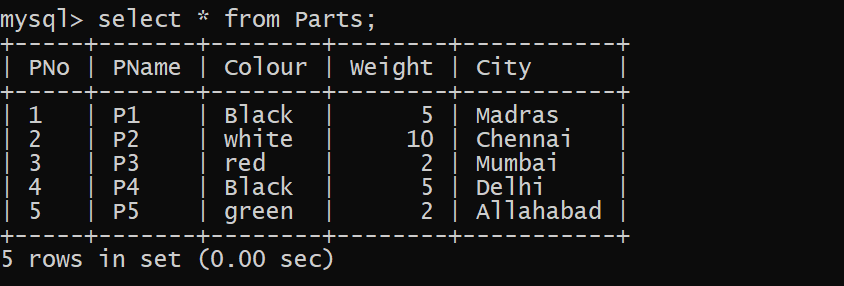 mysql> select * from Parts;
+-----+-------+--------+--------+-----------+
| PNo | PName | Colour | Weight | City      |
+-----+-------+--------+--------+-----------+
| 1   | P1    | Black  |      5 | Madras    |
| 2   | P2    | white  |     10 | Chennai   |
| 3   | P3    | red    |      2 | Mumbai    |
| 4   | P4    | Black  |      5 | Delhi     |
| 5   | P5    | green  |      2 | Allahabad |
+-----+-------+--------+--------+-----------+
5 rows in set (0.00 sec)